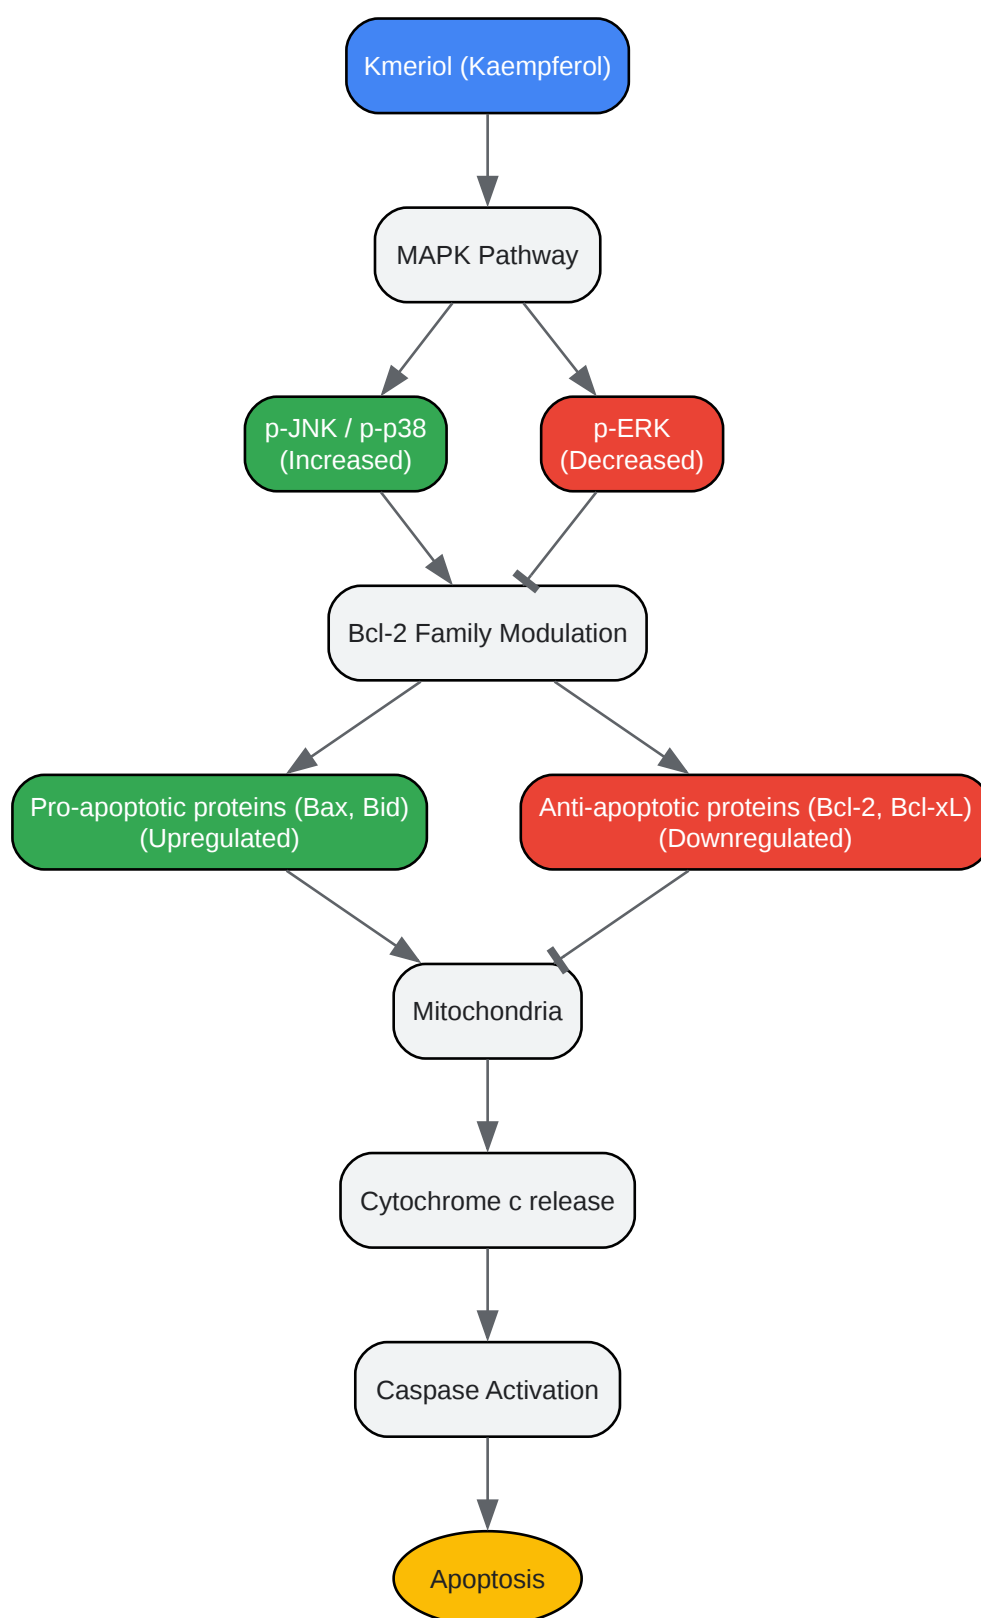 Kmeriol (Kaempferol)
MAPK Pathway
p-JNK / p-p38
(Increased)
p-ERK
(Decreased)
Bcl-2 Family Modulation
Pro-apoptotic proteins (Bax, Bid)
(Upregulated)
Anti-apoptotic proteins (Bcl-2, Bcl-xL)
(Downregulated)
Mitochondria
Cytochrome c release
Caspase Activation
Apoptosis